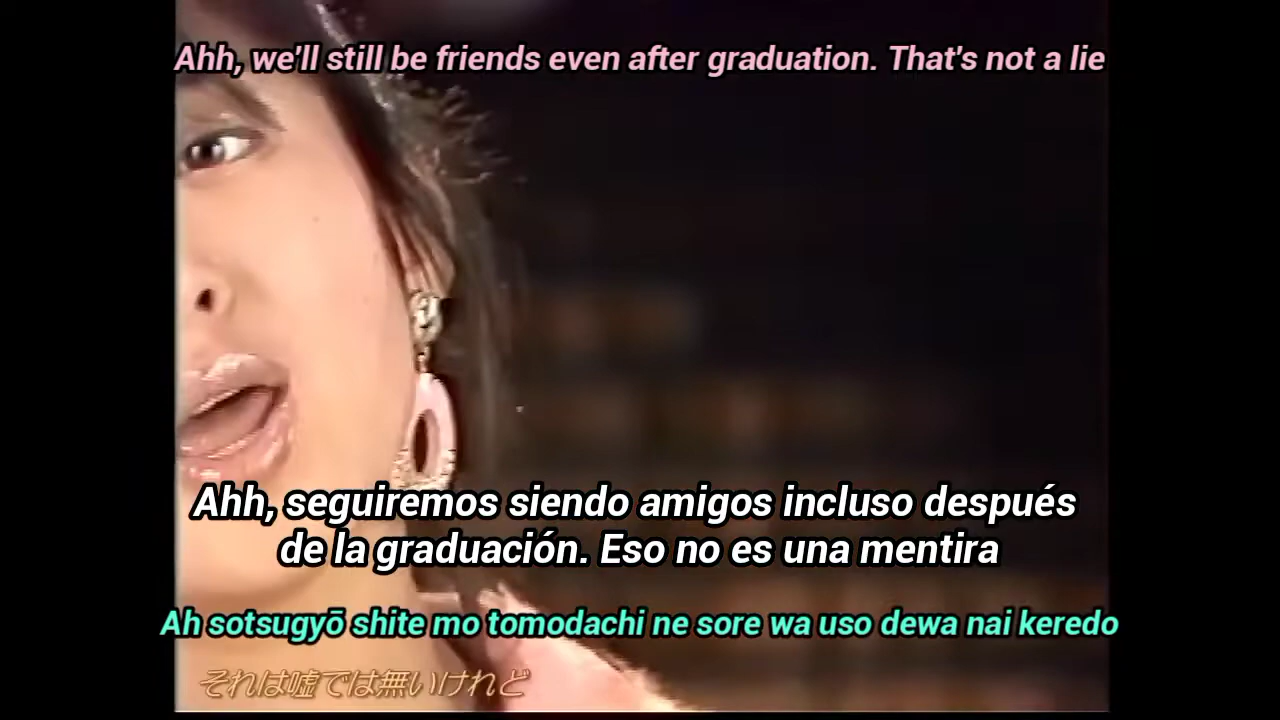 Ahh, we'll still be friends even after graduation. That's not a lie
Ahh, seguiremos siendo amigos incluso después
de la graduación. Eso no es una mentira
Ah sotsugyō shite mo tomodachi ne sore wa uso dewa nai keredo
それは嘘では無いけれど